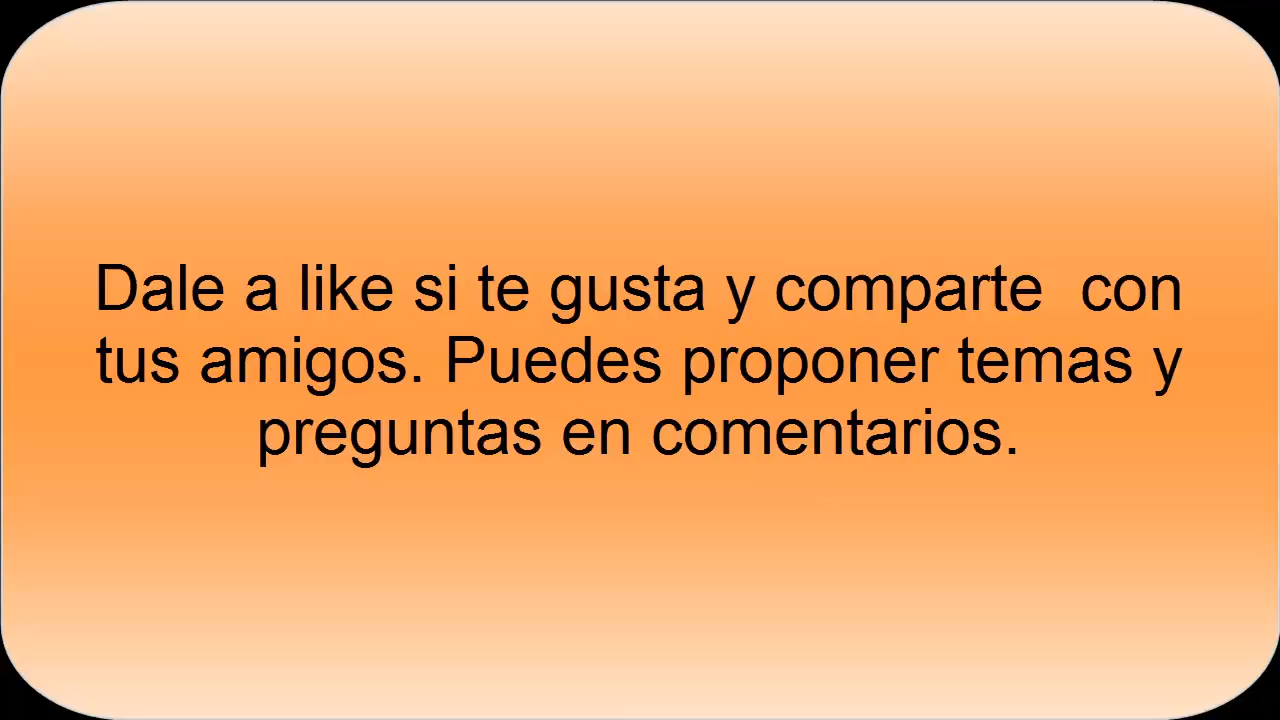 Dale a like si te gusta y comparte  con
tus amigos. Puedes proponer temas y
preguntas en comentarios.